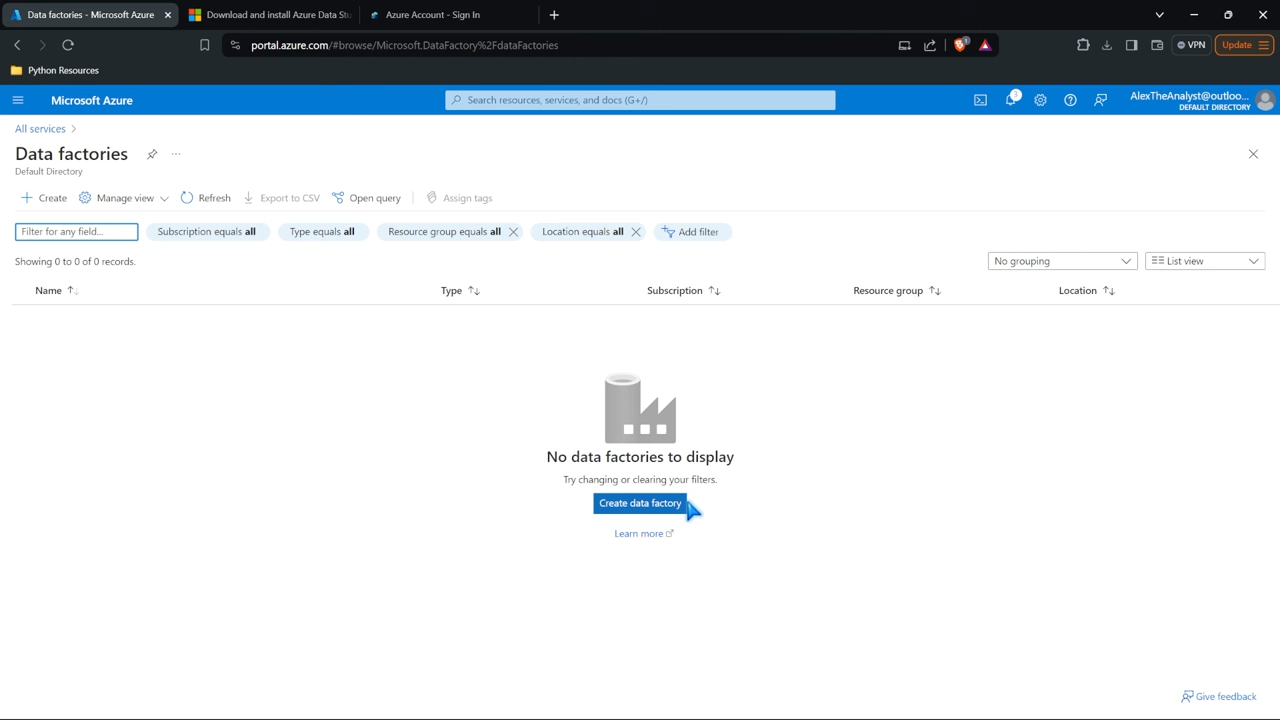 Data factories - Microsoft Azure
Download and install Azure Data Stu
Azure Account - Sign In
portal.azure.com/#browse/Microsoft.DataFactory%2FdataFactories
1
VPN
Update
Python Resources
Microsoft Azure
Search resources, services, and docs (G+/)
3
AlexTheAnalyst@outloo...
DEFAULT DIRECTORY
All services
Data factories
Default Directory
Create
Manage view
Refresh
Export to CSV
Open query
Assign tags
Filter for any field...
Subscription equals all
Type equals all
Resource group equals all
Location equals all
Add filter
Showing 0 to 0 of 0 records.
No grouping
List view
Name
Type
Subscription
Resource group
Location
No data factories to display
Try changing or clearing your filters.
Create data factory
Learn more
Give feedback